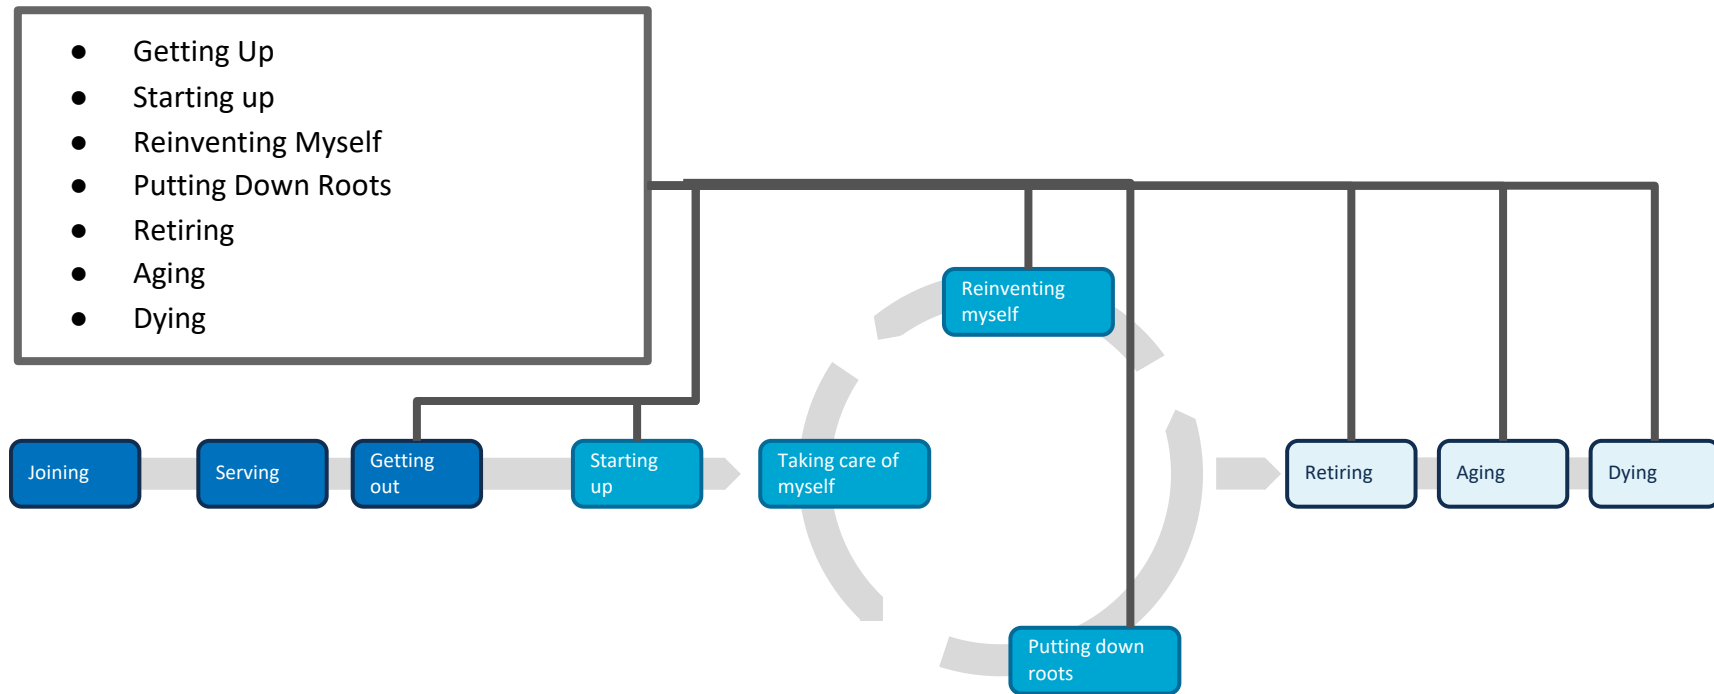 ● Getting Up
● Starting up
● Reinventing Myself
● Putting Down Roots
● Retiring
● Aging
● Dying
Reinventing
myself
Joining
Serving
Getting
out
Starting
up
Taking care of
myself
Retiring
Aging
Dying
Putting down
roots